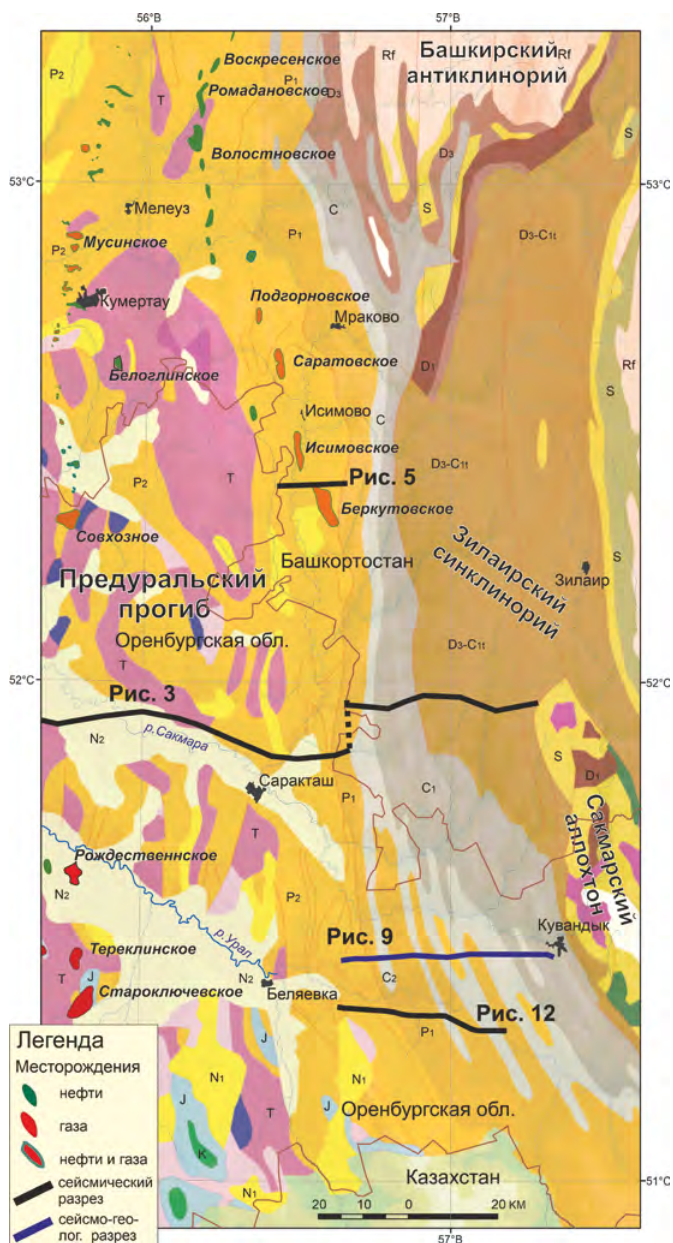 56°В
57°В
Воскресенское
P2
P1
Rf
Башкирский
антиклинорий
Rf
T
Ромадановское
D3
S
Волостновское
D3
53°С
53°С
Мелеуз
C
S
P1
D3-C1t
Мусинское
P2
Подгорновское
Кумертау
Мраково
Саратовское
Белоглинское
D1
Rf
S
Исимово
C
Исимовское
D3-C1t
P2
T
Рис. 5
Беркутовское
Совхозное
Башкортостан
Зилаирский
синклинорий
S
Зилаир
Предуральский
прогиб
Оренбургская обл.
D3-C1t
T
52°С
52°С
Рис. 3
N2
р.Сакмара
S
D1
Саракташ
P1
C1
Сакмарский
аллохтон
T
Рождественнское
P2
N2
р.Урал
Рис. 9
Кувандык
Тереклинское
T
J
N2
C2
Староключевское
Беляевка
Рис. 12
P1
J
N1
N1
J
T
J
Оренбургская обл.
K
N1
Казахстан
51°С
20 10 0 20 КМ
57°В
Легенда
Месторождения
нефти
газа
нефти и газа
сейсмический
разрез
сейсмо-гео-
лог. разрез